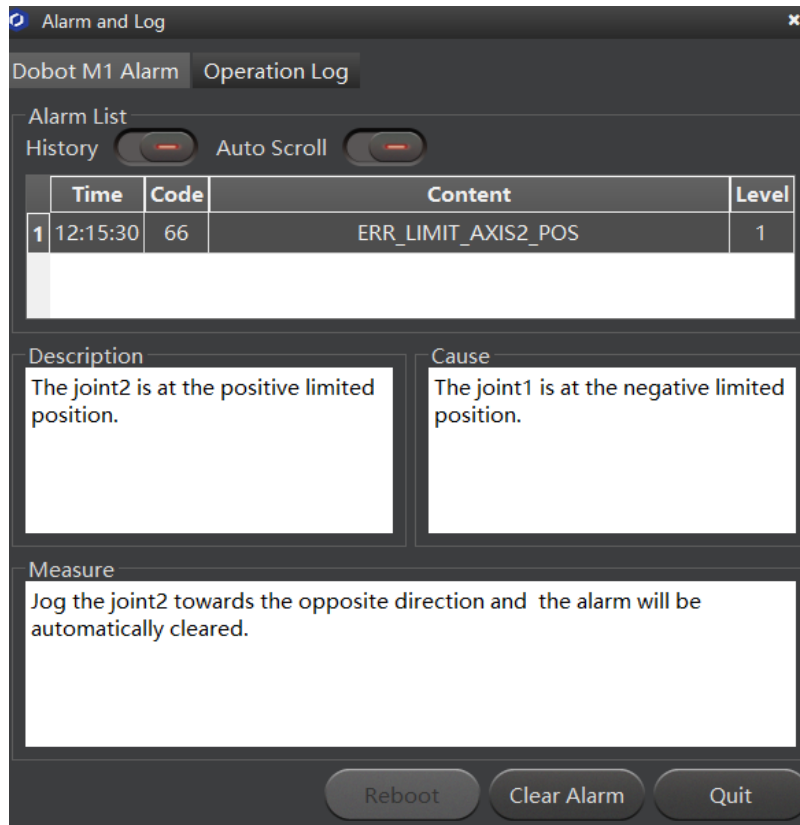 Alarm and Log
Dobot M1 Alarm Operation Log
Alarm List
History Auto Scroll
Time Code Content Level
1 12:15:30 66 ERR_LIMIT_AXIS2_POS 1
Description
The joint2 is at the positive limited
position.
Cause
The joint1 is at the negative limited
position.
Measure
Jog the joint2 towards the opposite direction and the alarm will be
automatically cleared.
Reboot Clear Alarm Quit